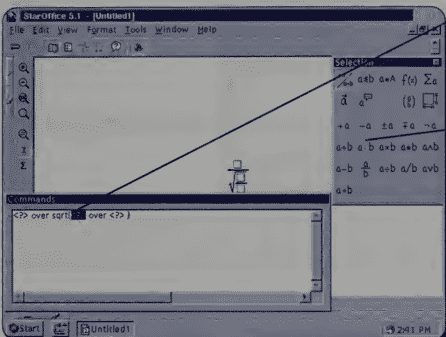 StarOffice 5.1 - [Untitled1]
File Edit View Format Tools Window Help
Selection
a⊕b a∗A f(x) Σa
+a -a ±a ∓a ¬a
a+b a·b a×b a∗b a∧b
a-b a/b a÷b a/b a∨b
a∘b
Commands
<?> over sqrt{<?> over <?> }
Start Untitled1 2:41 PM